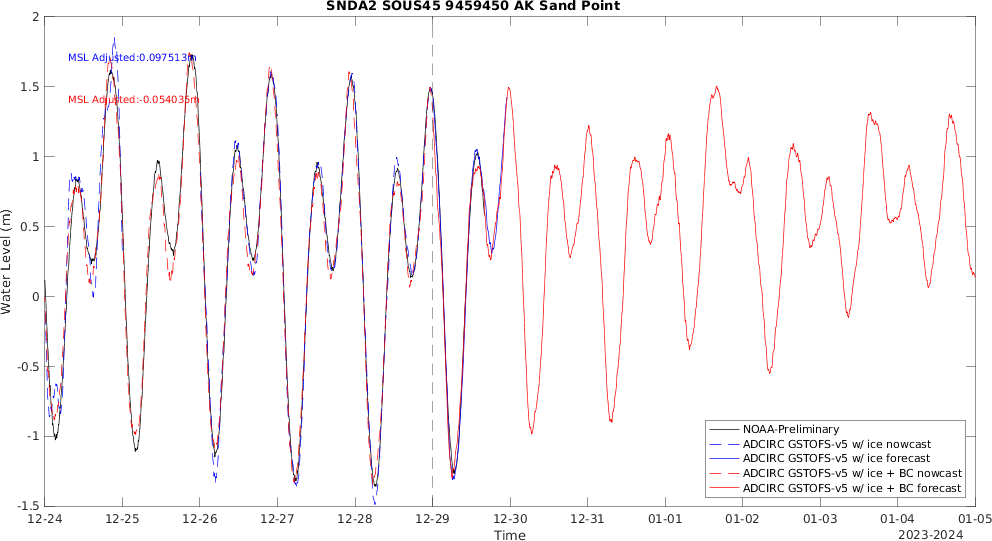 SNDA2 SOUS45 9459450 AK Sand Point
2
1.5
1
0.5
0
-0.5
-1
-1.5
Water Level (m)
MSL Adjusted:0.097513m
MSL Adjusted:-0.054035m
NOAA-Preliminary
ADCIRC GSTOFS-v5 w/ ice nowcast
ADCIRC GSTOFS-v5 w/ ice forecast
ADCIRC GSTOFS-v5 w/ ice + BC nowcast
ADCIRC GSTOFS-v5 w/ ice + BC forecast
12-24 12-25 12-26 12-27 12-28 12-29 12-30 01-01 01-01 01-02 01-03 01-04 01-05
Time
2023-2024